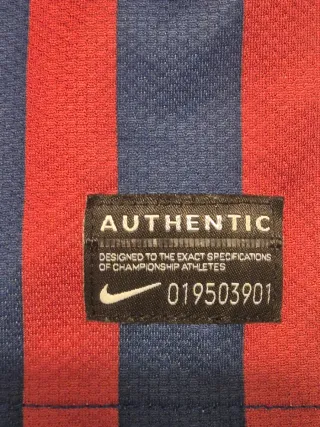 AUTHENTIC
DESIGNED TO THE EXACT SPECIFICATIONS
OF CHAMPIONSHIP ATHLETES
019503901